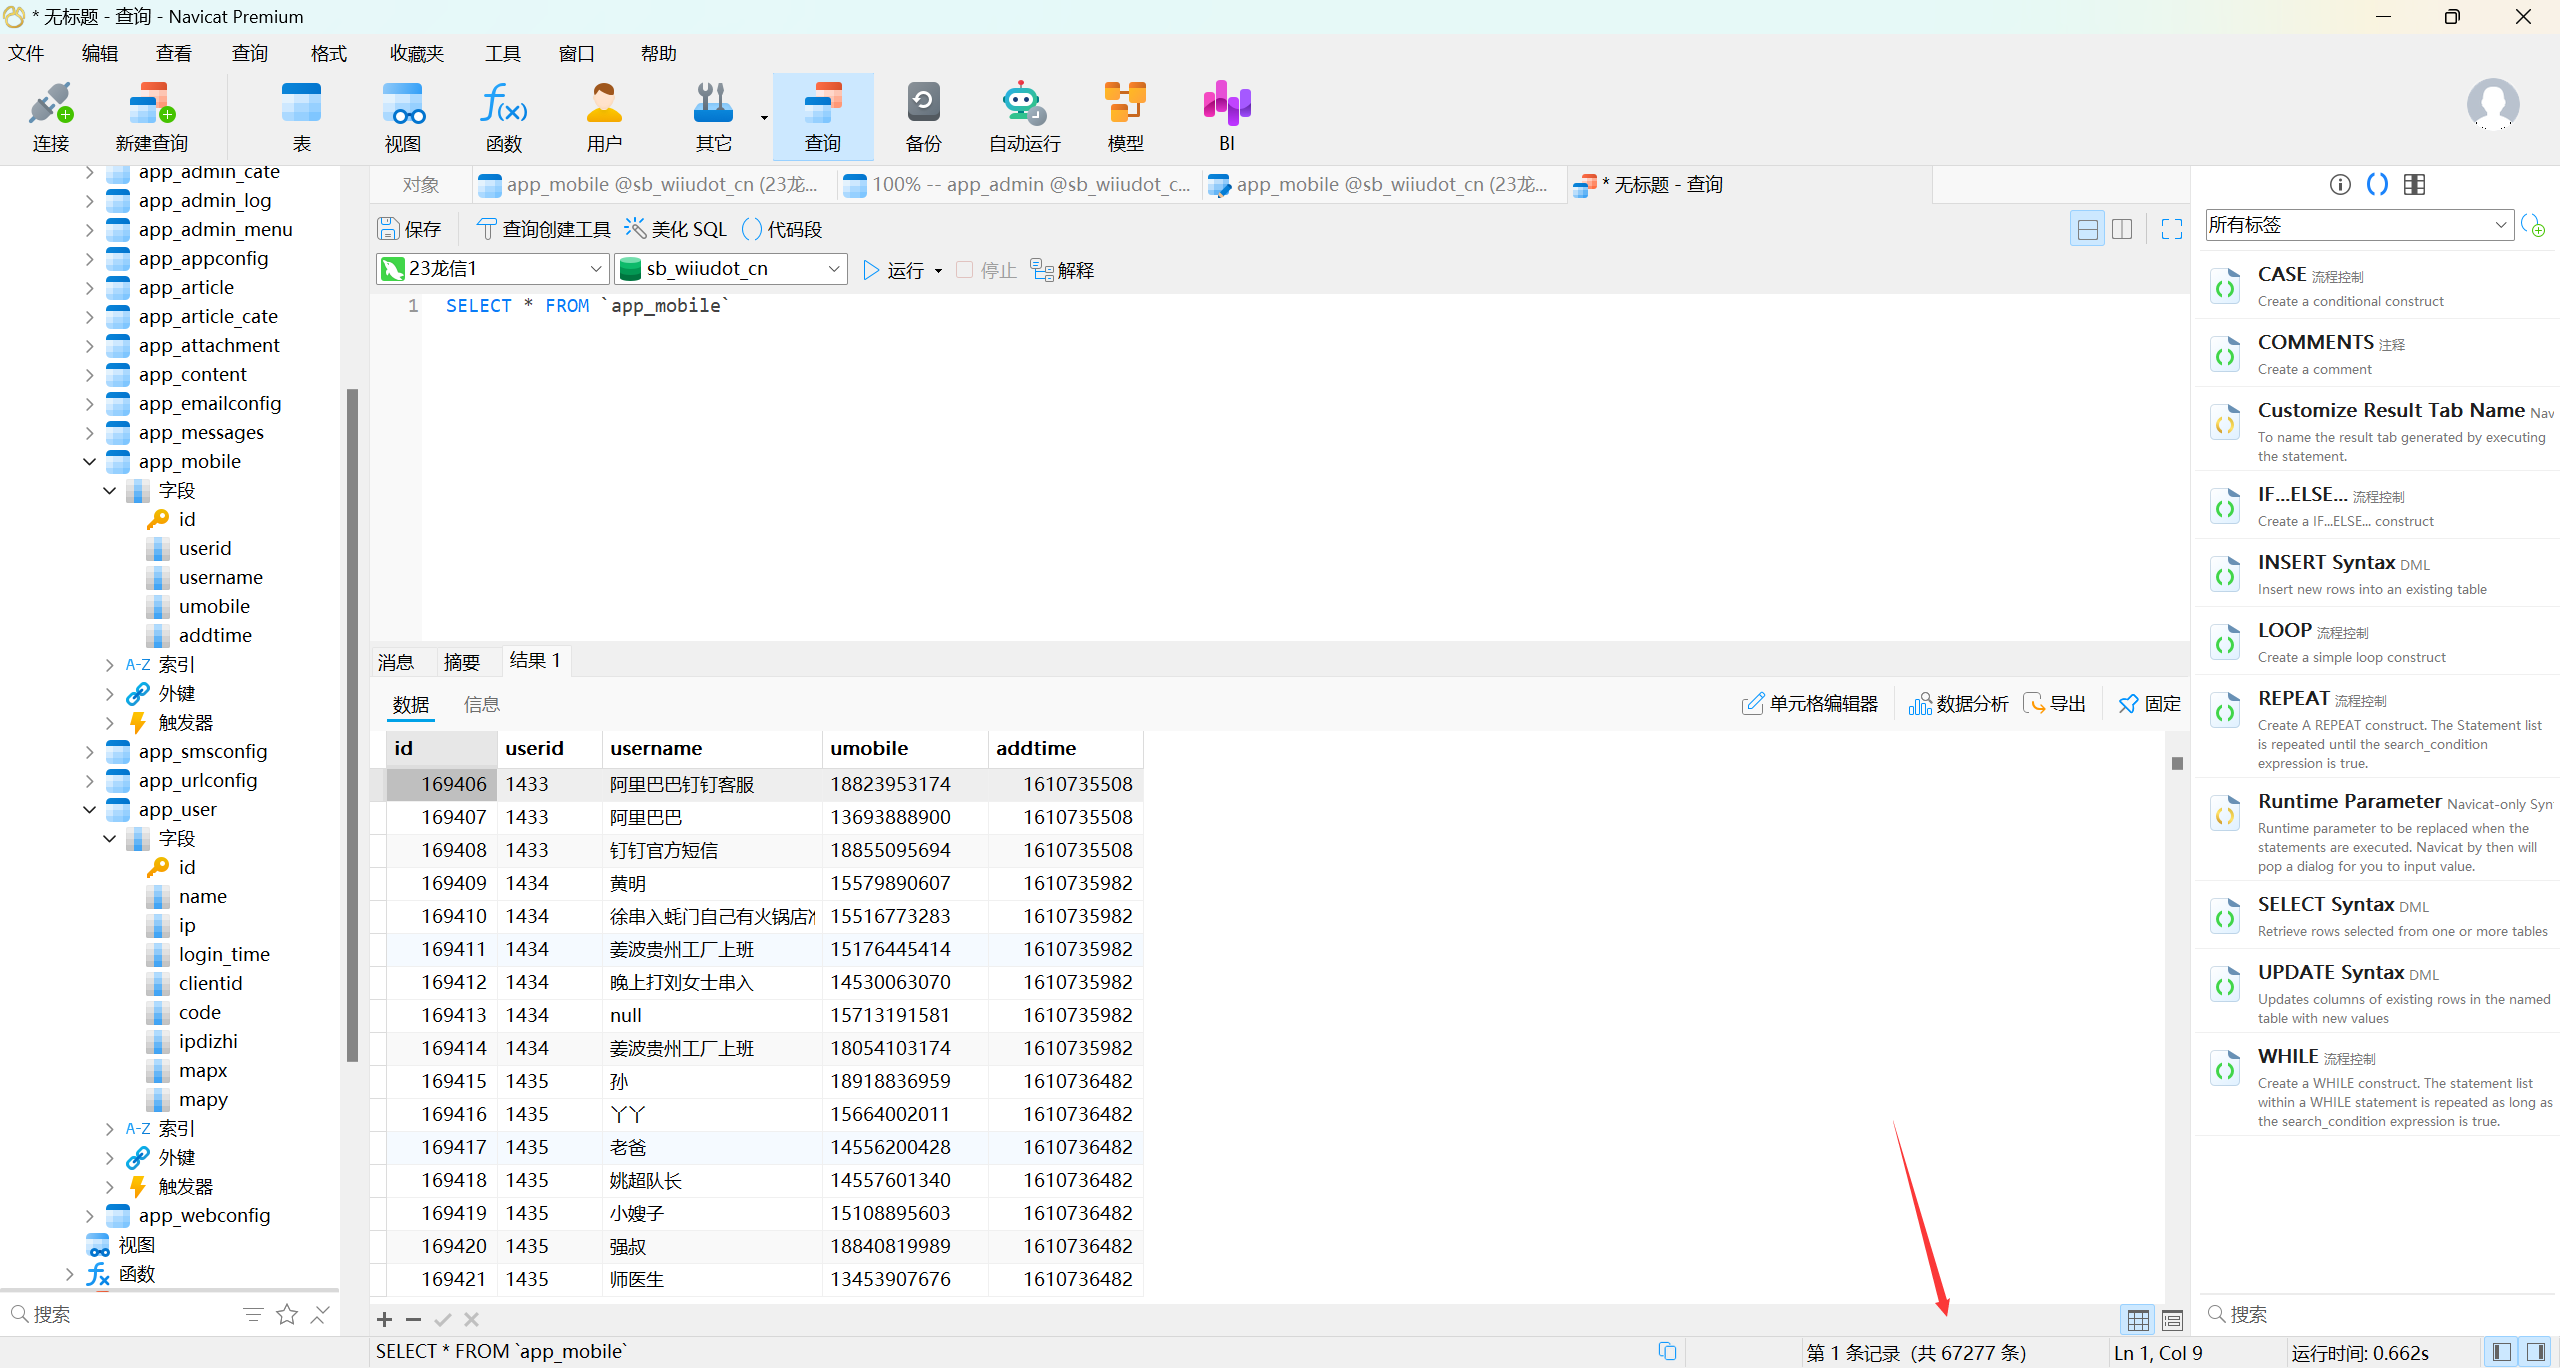 * 无标题 - 查询 - Navicat Premium
文件 编辑 查看 查询 格式 收藏夹 工具 窗口 帮助
连接 新建查询 表 视图 函数 用户 其它 查询 备份 自动运行 模型 BI
app_admin_cate
app_admin_log
app_admin_menu
app_appconfig
app_article
app_article_cate
app_attachment
app_content
app_emailconfig
app_messages
app_mobile
字段
id
userid
username
umobile
addtime
A-Z 索引
外键
触发器
app_smsconfig
app_urlconfig
app_user
字段
id
name
ip
login_time
clientid
code
ipdizhi
mapx
mapy
A-Z 索引
外键
触发器
app_webconfig
视图
函数
搜索
对象 app_mobile @sb_wiiudot_cn (23龙... 100% -- app_admin @sb_wiiudot_c... app_mobile @sb_wiiudot_cn (23龙... * 无标题 - 查询
保存 查询创建工具 美化 SQL 代码段
23龙信1 sb_wiiudot_cn 运行 停止 解释
1 SELECT * FROM `app_mobile`
消息 摘要 结果 1
数据 信息 单元格编辑器 数据分析 导出 固定
id userid username umobile addtime
169406 1433 阿里巴巴钉钉客服 18823953174 1610735508
169407 1433 阿里巴巴 13693888900 1610735508
169408 1433 钉钉官方短信 18855095694 1610735508
169409 1434 黄明 15579890607 1610735982
169410 1434 徐串入蚝门自己有火锅店 15516773283 1610735982
169411 1434 姜波贵州工厂上班 15176445414 1610735982
169412 1434 晚上打刘女士串入 14530063070 1610735982
169413 1434 null 15713191581 1610735982
169414 1434 姜波贵州工厂上班 18054103174 1610735982
169415 1435 孙 18918836959 1610736482
169416 1435 丫丫 15664002011 1610736482
169417 1435 老爸 14556200428 1610736482
169418 1435 姚超队长 14557601340 1610736482
169419 1435 小嫂子 15108895603 1610736482
169420 1435 强叔 18840819989 1610736482
169421 1435 师医生 13453907676 1610736482
SELECT * FROM `app_mobile` 第 1 条记录 (共 67277 条) Ln 1, Col 9 运行时间: 0.662s
所有标签
CASE 流程控制
Create a conditional construct
COMMENTS 注释
Create a comment
Customize Result Tab Name Nav
To name the result tab generated by executing
the statement.
IF...ELSE... 流程控制
Create a IF...ELSE... construct
INSERT Syntax DML
Insert new rows into an existing table
LOOP 流程控制
Create a simple loop construct
REPEAT 流程控制
Create A REPEAT construct. The Statement list
is repeated until the search_condition
expression is true.
Runtime Parameter Navicat-only Syn
Runtime parameter to be replaced when the
statements are executed. Navicat by then will
pop a dialog for you to input value.
SELECT Syntax DML
Retrieve rows selected from one or more tables
UPDATE Syntax DML
Updates columns of existing rows in the named
table with new values
WHILE 流程控制
Create a WHILE construct. The statement list
within a WHILE statement is repeated as long as
the search_condition expression is true.
搜索